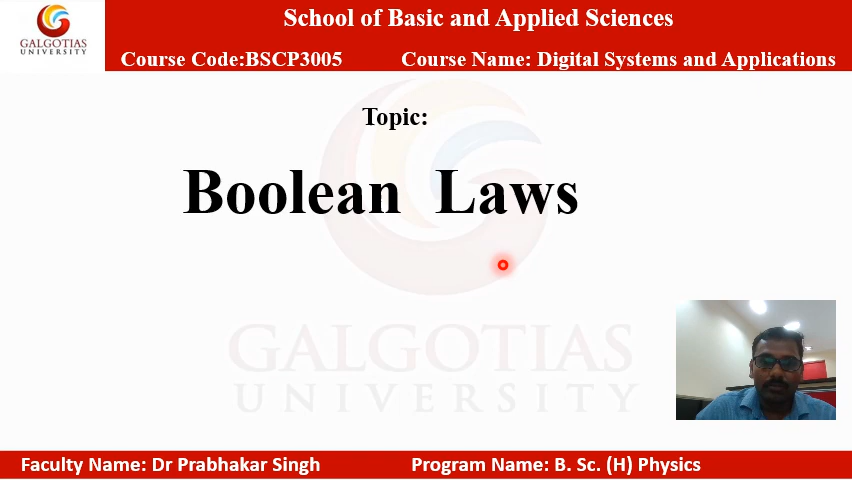 School of Basic and Applied Sciences
GALGOTIAS
UNIVERSITY
Course Code:BSCP3005 Course Name: Digital Systems and Applications
Topic:
Boolean Laws
GALGOTIAS
UNIVERSITY
Faculty Name: Dr Prabhakar Singh Program Name: B. Sc. (H) Physics